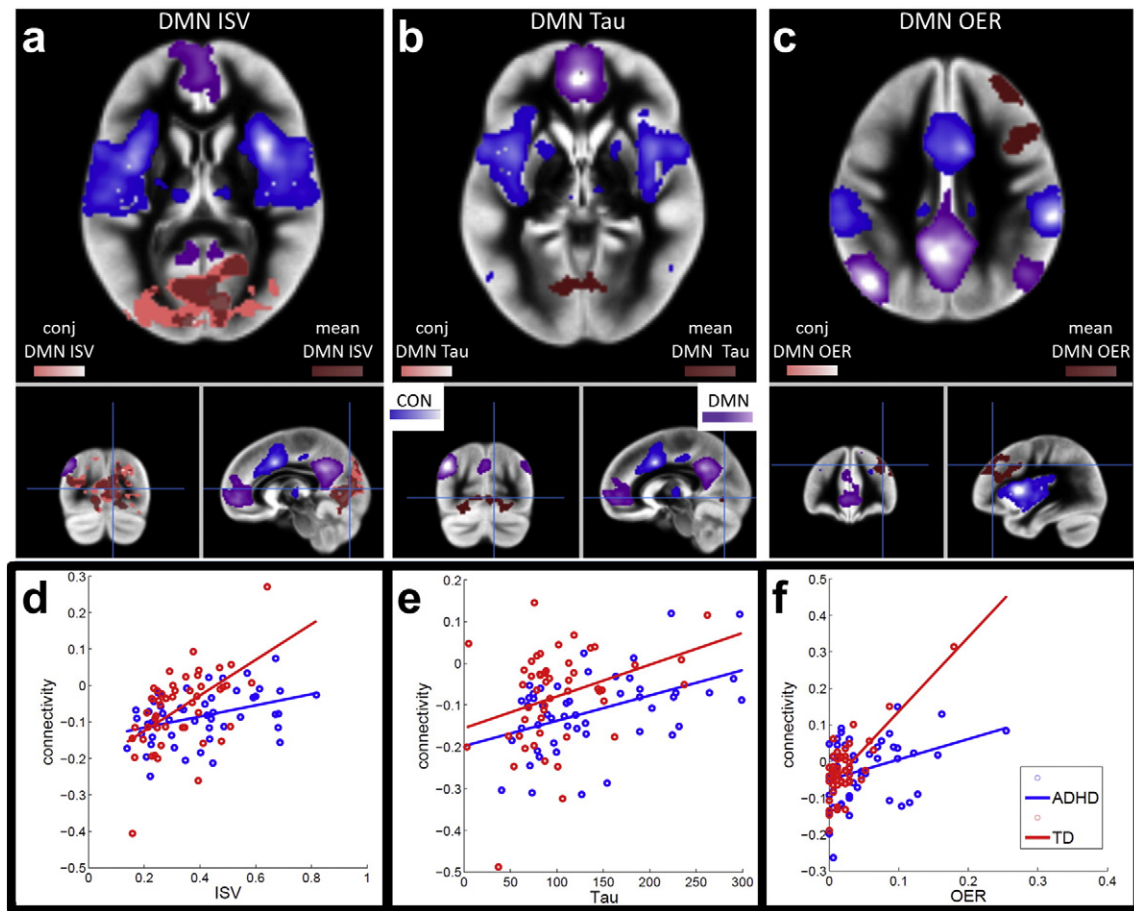 a
DMN ISV
conj
DMN ISV
mean
DMN ISV
b
DMN Tau
conj
DMN Tau
mean
DMN Tau
c
DMN OER
conj
DMN OER
mean
DMN OER
CON
DMN
d
connectivity
0.3
0.2
0.1
0
−0.1
−0.2
−0.3
−0.4
−0.5
0
0.2
0.4
0.6
0.8
1
ISV
e
connectivity
0.2
0.1
0
−0.1
−0.2
−0.3
−0.4
−0.5
0
50
100
150
200
250
300
Tau
f
connectivity
0.5
0.4
0.3
0.2
0.1
0
−0.1
−0.2
−0.3
0
0.1
0.2
0.3
0.4
OER
ADHD
TD